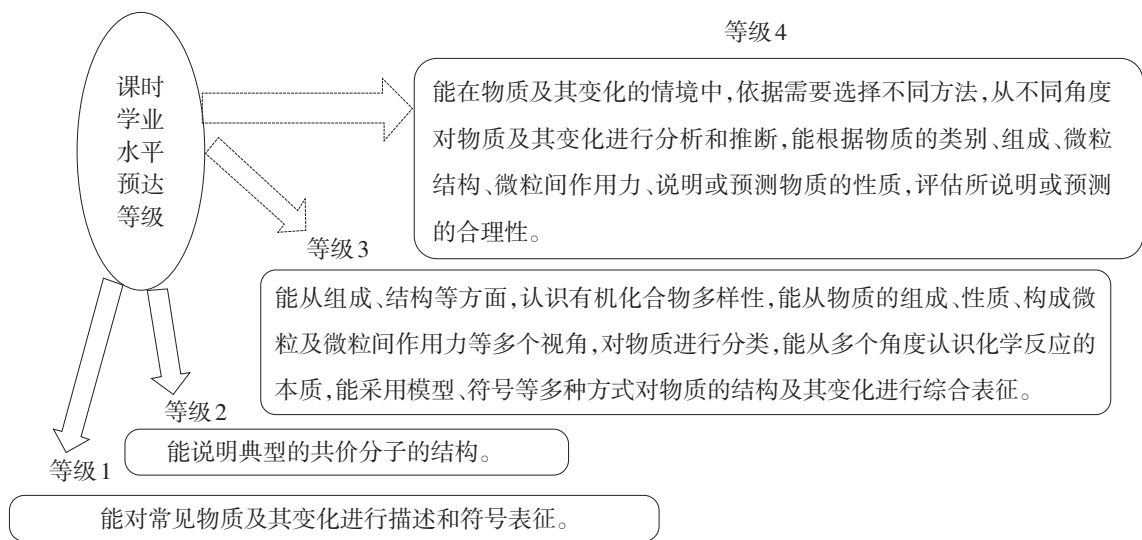 课时
学业
水平
预达
等级
等级4
能在物质及其变化的情境中,依据需要选择不同方法,从不同角度
对物质及其变化进行分析和推断,能根据物质的类别、组成、微粒
结构、微粒间作用力、说明或预测物质的性质,评估所说明或预测
的合理性。
等级3
能从组成、结构等方面,认识有机化合物多样性,能从物质的组成、性质、构成微
粒及微粒间作用力等多个视角,对物质进行分类,能从多个角度认识化学反应的
本质,能采用模型、符号等多种方式对物质的结构及其变化进行综合表征。
等级2
能说明典型的共价分子的结构。
等级1
能对常见物质及其变化进行描述和符号表征。